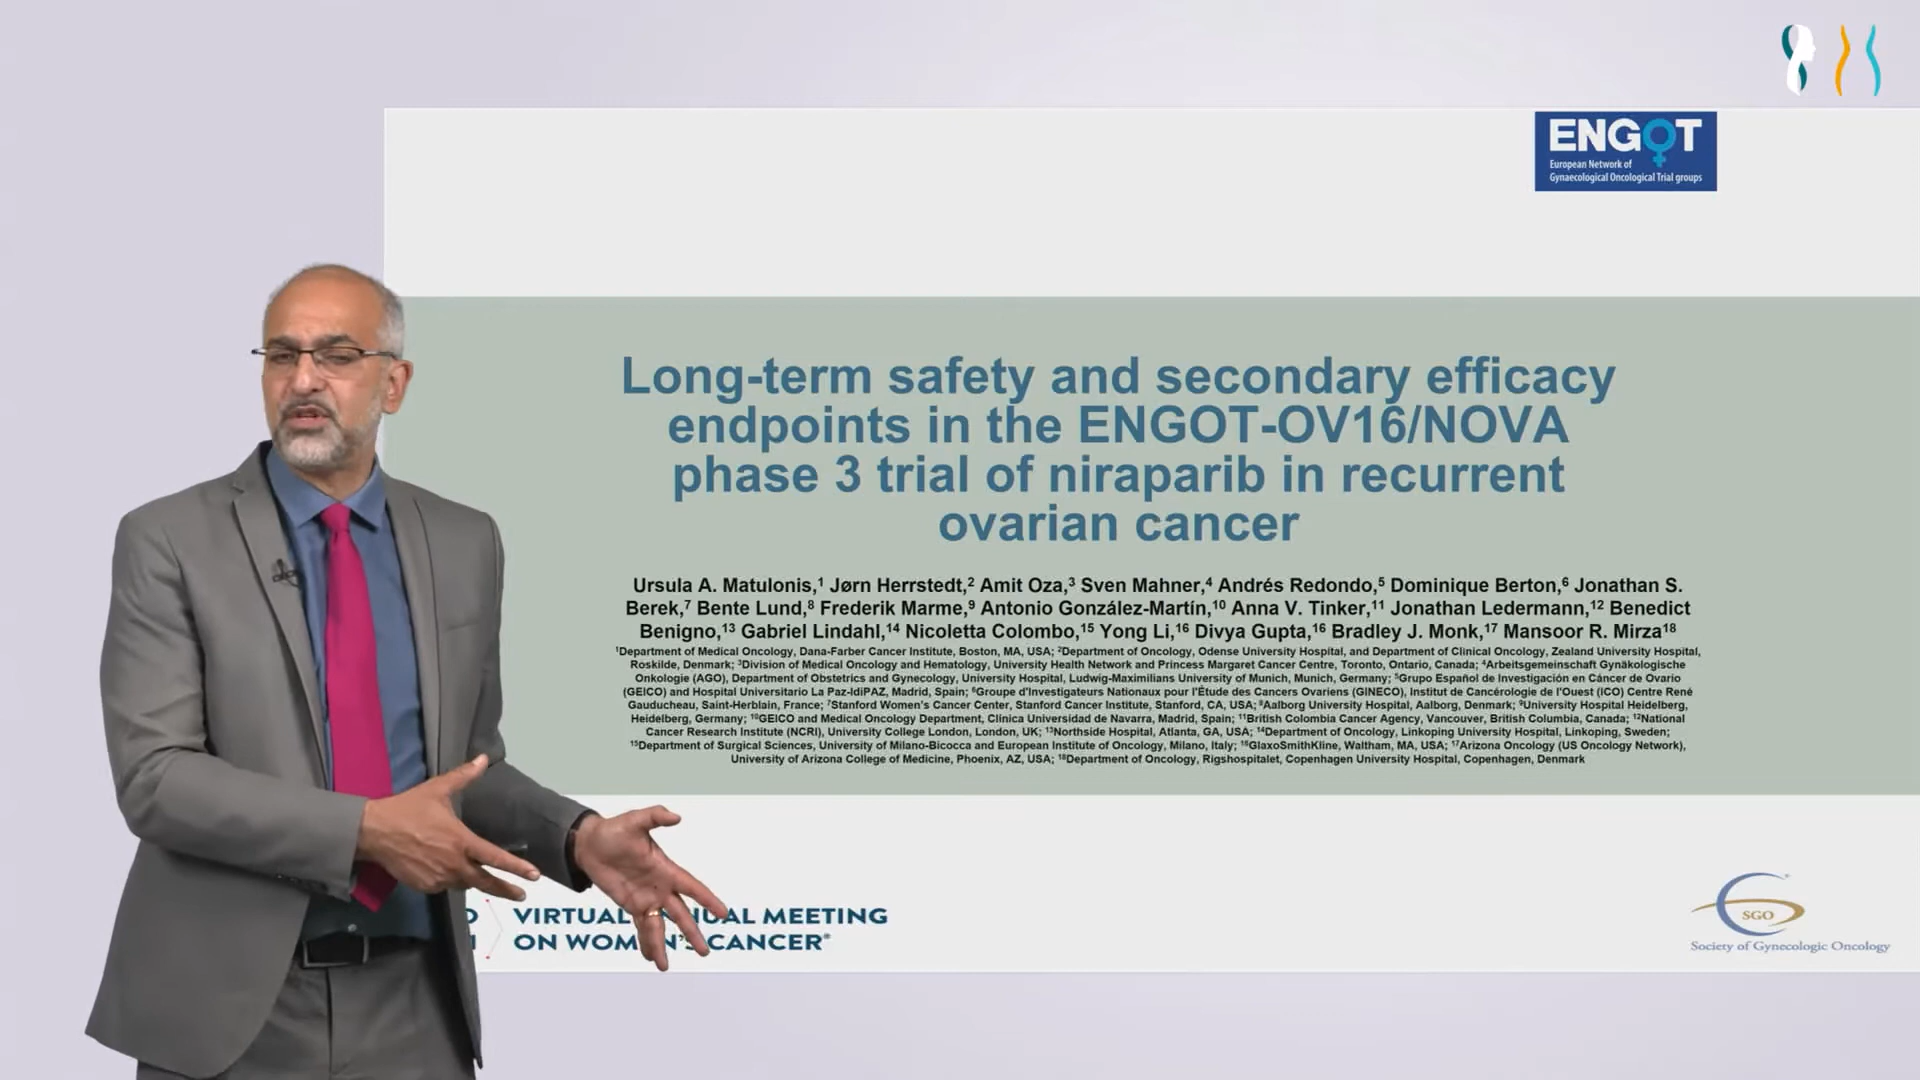 ENGOT
European Network of
Gynaecological Oncological Trial groups
Long-term safety and secondary efficacy
endpoints in the ENGOT-OV16/NOVA
phase 3 trial of niraparib in recurrent
ovarian cancer
Ursula A. Matulonis,¹ Jørn Herrstedt,² Amit Oza,³ Sven Mahner,⁴ Andrés Redondo,⁵ Dominique Berton,⁶ Jonathan S.
Berek,⁷ Bente Lund,⁸ Frederik Marme,⁹ Antonio González-Martín,¹⁰ Anna V. Tinker,¹¹ Jonathan Ledermann,¹² Benedict
Benigno,¹³ Gabriel Lindahl,¹⁴ Nicoletta Colombo,¹⁵ Yong Li,¹⁶ Divya Gupta,¹⁶ Bradley J. Monk,¹⁷ Mansoor R. Mirza¹⁸
¹Department of Medical Oncology, Dana-Farber Cancer Institute, Boston, MA, USA; ²Department of Oncology, Odense University Hospital, and Department of Clinical Oncology, Zealand University Hospital,
Roskilde, Denmark; ³Division of Medical Oncology and Hematology, University Health Network and Princess Margaret Cancer Centre, Toronto, Ontario, Canada; ⁴Arbeitsgemeinschaft Gynäkologische
Onkologie (AGO), Department of Obstetrics and Gynecology, University Hospital, Ludwig-Maximilians University of Munich, Munich, Germany; ⁵Grupo Español de Investigación en Cáncer de Ovario
(GEICO) and Hospital Universitario La Paz-IdiPAZ, Madrid, Spain; ⁶Groupe d'Investigateurs Nationaux pour l'Étude des Cancers Ovariens (GINECO), Institut de Cancérologie de l'Ouest (ICO) Centre René
Gauducheau, Saint-Herblain, France; ⁷Stanford Women's Cancer Center, Stanford Cancer Institute, Stanford, CA, USA; ⁸Aalborg University Hospital, Aalborg, Denmark; ⁹University Hospital Heidelberg,
Heidelberg, Germany; ¹⁰GEICO and Medical Oncology Department, Clinica Universidad de Navarra, Madrid, Spain; ¹¹British Colombia Cancer Agency, Vancouver, British Columbia, Canada; ¹²National
Cancer Research Institute (NCRI), University College London, London, UK; ¹³Northside Hospital, Atlanta, GA, USA; ¹⁴Department of Oncology, Linkoping University Hospital, Linkoping, Sweden;
¹⁵Department of Surgical Sciences, University of Milano-Bicocca and European Institute of Oncology, Milano, Italy; ¹⁶GlaxoSmithKline, Waltham, MA, USA; ¹⁷Arizona Oncology (US Oncology Network),
University of Arizona College of Medicine, Phoenix, AZ, USA; ¹⁸Department of Oncology, Rigshospitalet, Copenhagen University Hospital, Copenhagen, Denmark
VIRTUAL ANNUAL MEETING
ON WOMEN'S CANCER®
SGO
Society of Gynecologic Oncology